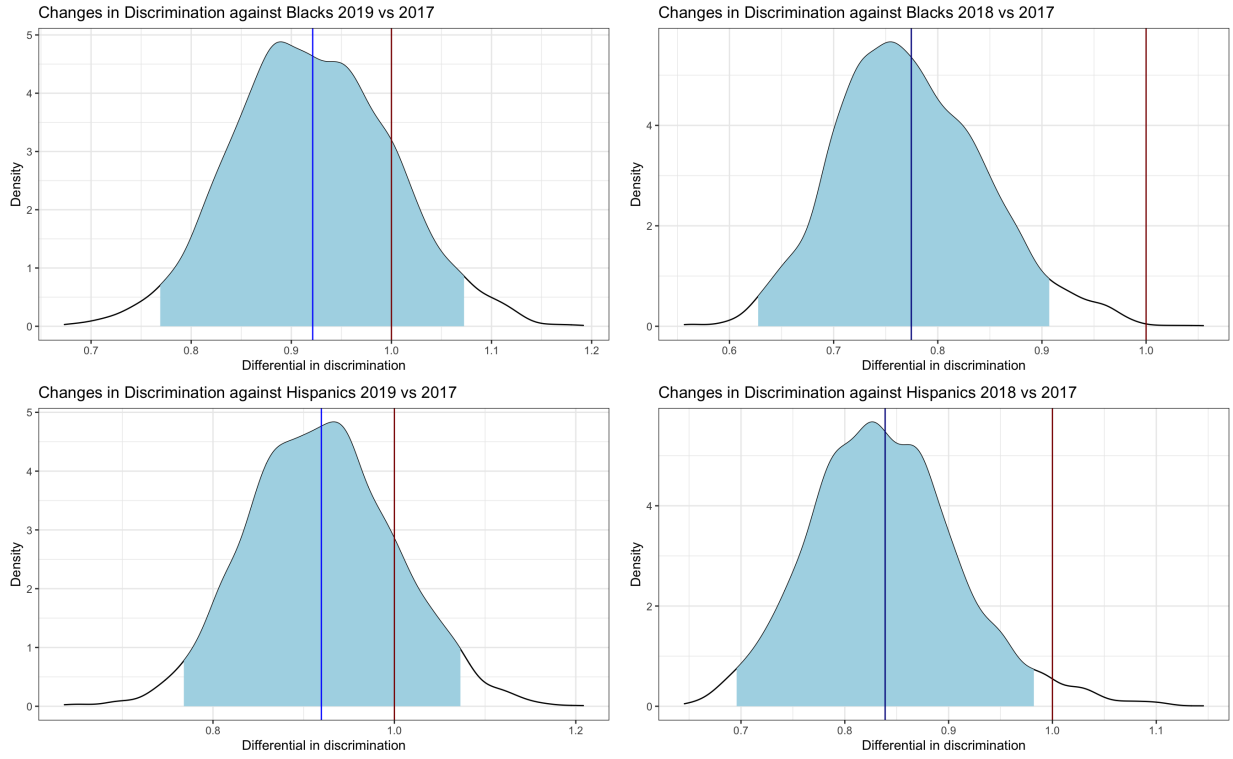 Changes in Discrimination against Blacks 2019 vs 2017
5
4
3
2
1
0
Density
0.7 0.8 0.9 1.0 1.1 1.2
Differential in discrimination
Changes in Discrimination against Blacks 2018 vs 2017
4
2
0
Density
0.6 0.7 0.8 0.9 1.0
Differential in discrimination
Changes in Discrimination against Hispanics 2019 vs 2017
5
4
3
2
1
0
Density
0.8 1.0 1.2
Differential in discrimination
Changes in Discrimination against Hispanics 2018 vs 2017
4
2
0
Density
0.7 0.8 0.9 1.0 1.1
Differential in discrimination